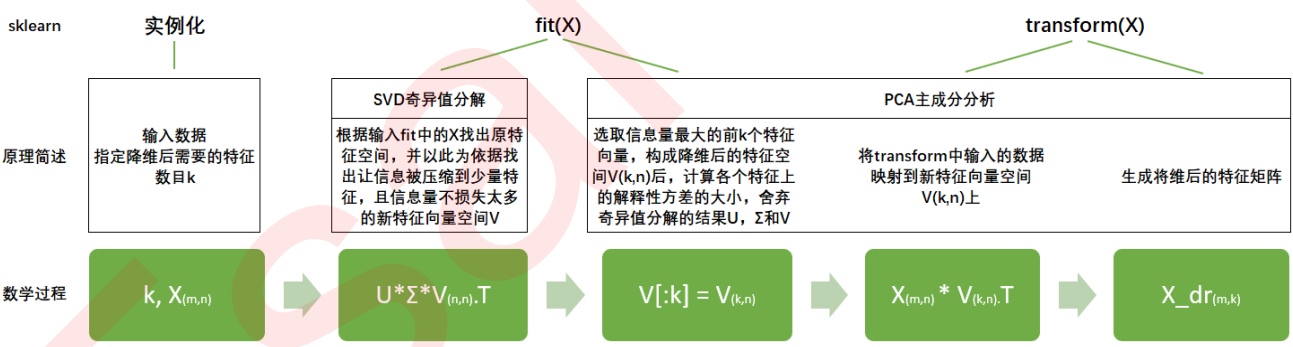 sklearn
实例化
fit(X)
transform(X)
SVD奇异值分解
PCA主成分分析
原理简述
输入数据
指定降维后需要的特征
数目k
根据输入fit中的X找出原特
征空间，并以此为依据找
出让信息被压缩到少量特
征，且信息量不损失太多
的新特征向量空间V
选取信息量最大的前k个特征
向量，构成降维后的特征空
间V(k,n)后，计算各个特征上
的解释性方差的大小，舍弃
奇异值分解的结果U，Σ和V
将transform中输入的数据
映射到新特征向量空间
V(k,n)上
生成将维后的特征矩阵
数学过程
k, X(m,n)
U*Σ*V(n,n).T
V[:k] = V(k,n)
X(m,n) * V(k,n).T
X_dr(m,k)